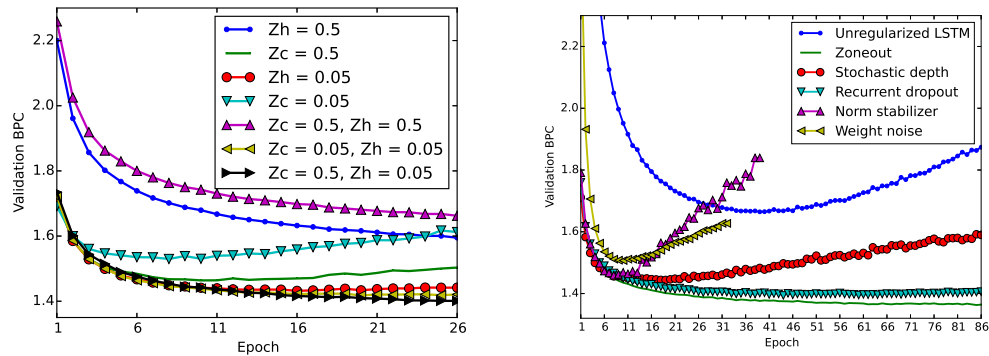 2.2
2.0
1.8
1.6
1.4
Validation BPC
1
6
11
16
21
26
Epoch
Zh = 0.5
Zc = 0.5
Zh = 0.05
Zc = 0.05
Zc = 0.5, Zh = 0.5
Zc = 0.05, Zh = 0.05
Zc = 0.5, Zh = 0.05
2.2
2.0
1.8
1.6
1.4
Validation BPC
1 6 11 16 21 26 31 36 41 46 51 56 61 66 71 76 81 86
Epoch
Unregularized LSTM
Zoneout
Stochastic depth
Recurrent dropout
Norm stabilizer
Weight noise